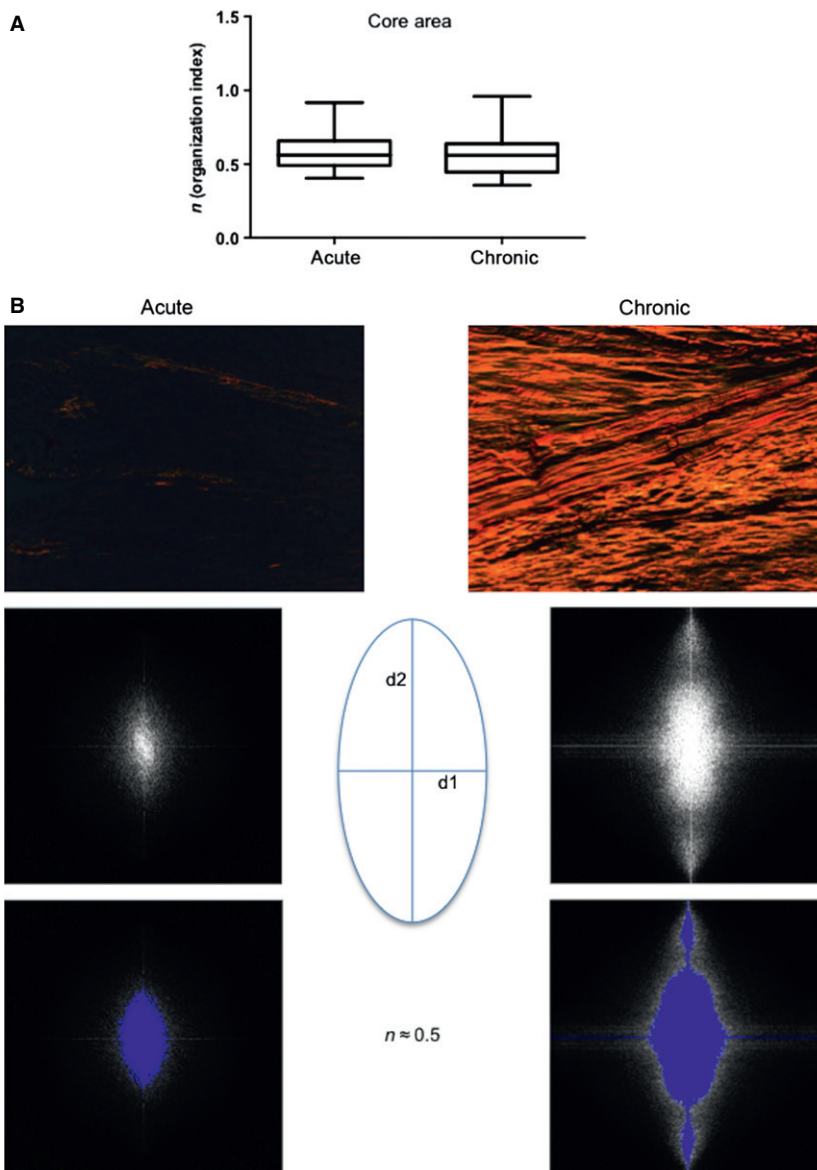 A
Core area
n (organization index)
1.5
1.0
0.5
0.0
Acute
Chronic
B
Acute
Chronic
d2
d1
n ≈ 0.5